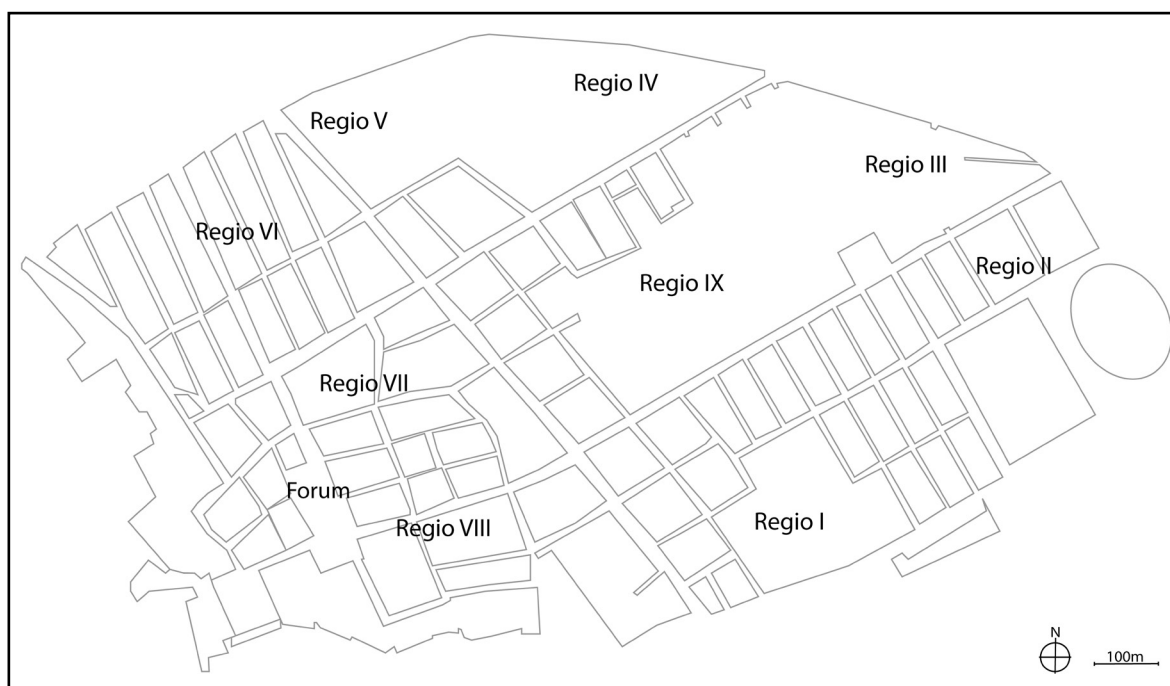 Regio IV
Regio V
Regio III
Regio VI
Regio II
Regio IX
Regio VII
Forum
Regio VIII
Regio I
N
100m